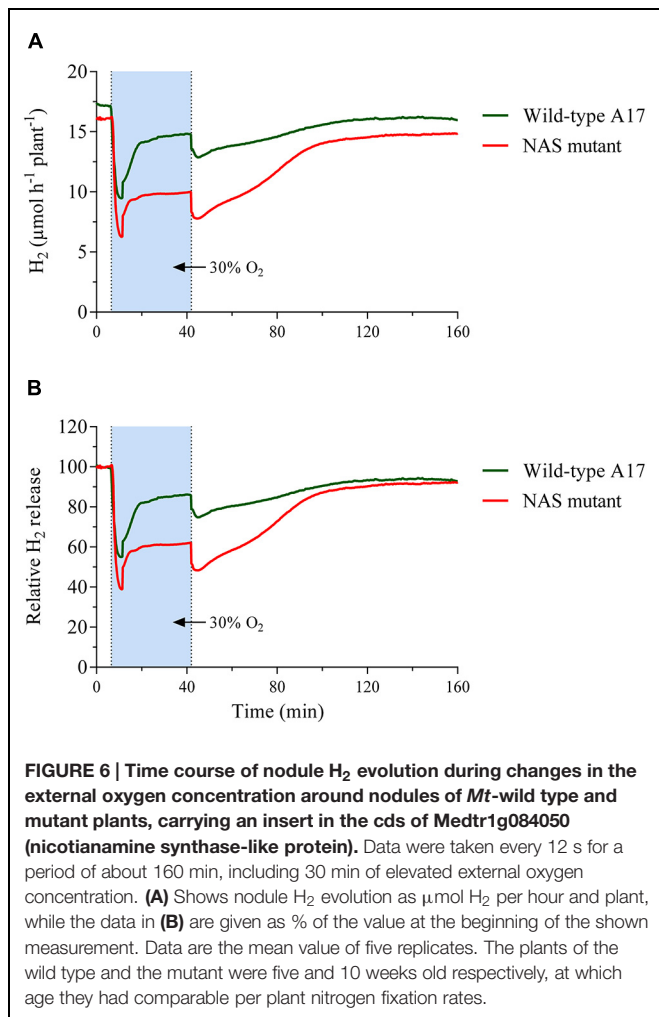 A
20
15
10
5
0
H2 (µmol h-1 plant-1)
0 40 80 120 160
30% O2
Wild-type A17
NAS mutant
B
120
100
80
60
40
20
0
Relative H2 release
0 40 80 120 160
Time (min)
30% O2
Wild-type A17
NAS mutant
FIGURE 6 | Time course of nodule H2 evolution during changes in the
external oxygen concentration around nodules of Mt-wild type and
mutant plants, carrying an insert in the cds of Medtr1g084050
(nicotianamine synthase-like protein). Data were taken every 12 s for a
period of about 160 min, including 30 min of elevated external oxygen
concentration. (A) Shows nodule H2 evolution as µmol H2 per hour and plant,
while the data in (B) are given as % of the value at the beginning of the shown
measurement. Data are the mean value of five replicates. The plants of the
wild type and the mutant were five and 10 weeks old respectively, at which
age they had comparable per plant nitrogen fixation rates.